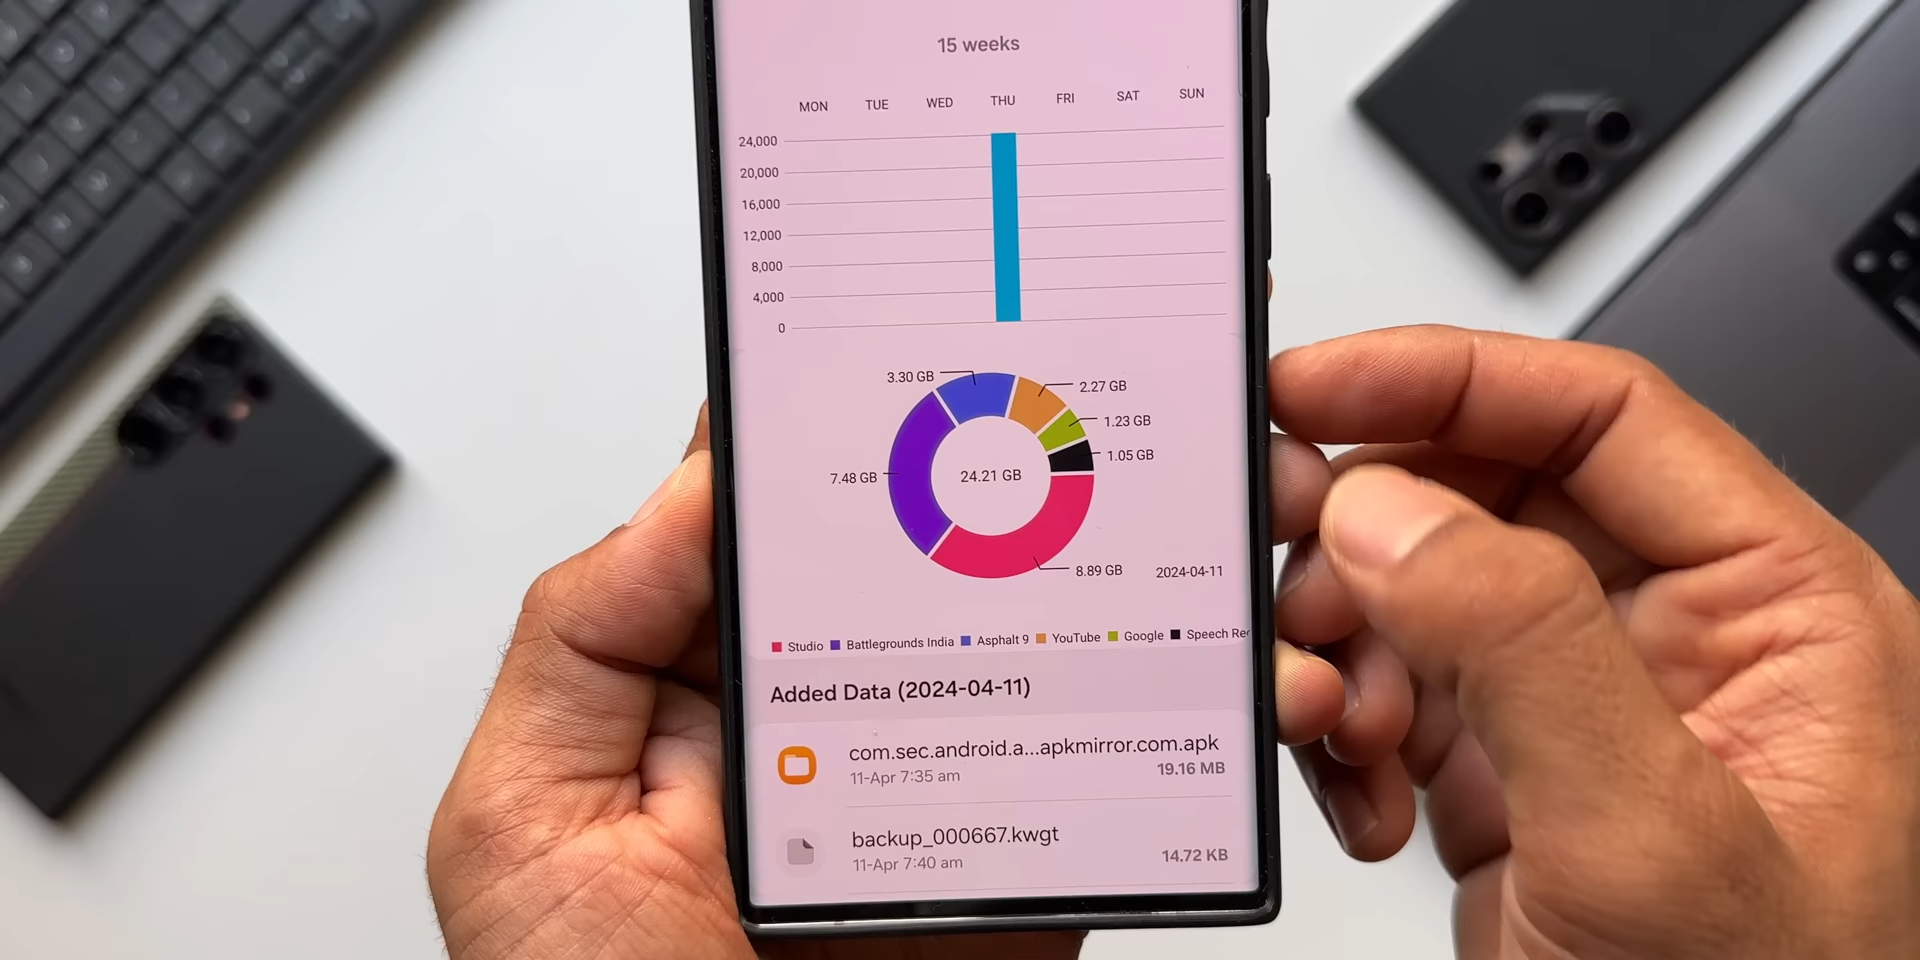 15 weeks
MON TUE WED THU FRI SAT SUN
24,000
20,000
16,000
12,000
8,000
4,000
0
3.30 GB
2.27 GB
1.23 GB
1.05 GB
7.48 GB
24.21 GB
8.89 GB
2024-04-11
Studio Battlegrounds India Asphalt 9 YouTube Google Speech Rec
Added Data (2024-04-11)
com.sec.android.a...apkmirror.com.apk
11-Apr 7:35 am 19.16 MB
backup_000667.kwgt
11-Apr 7:40 am 14.72 KB